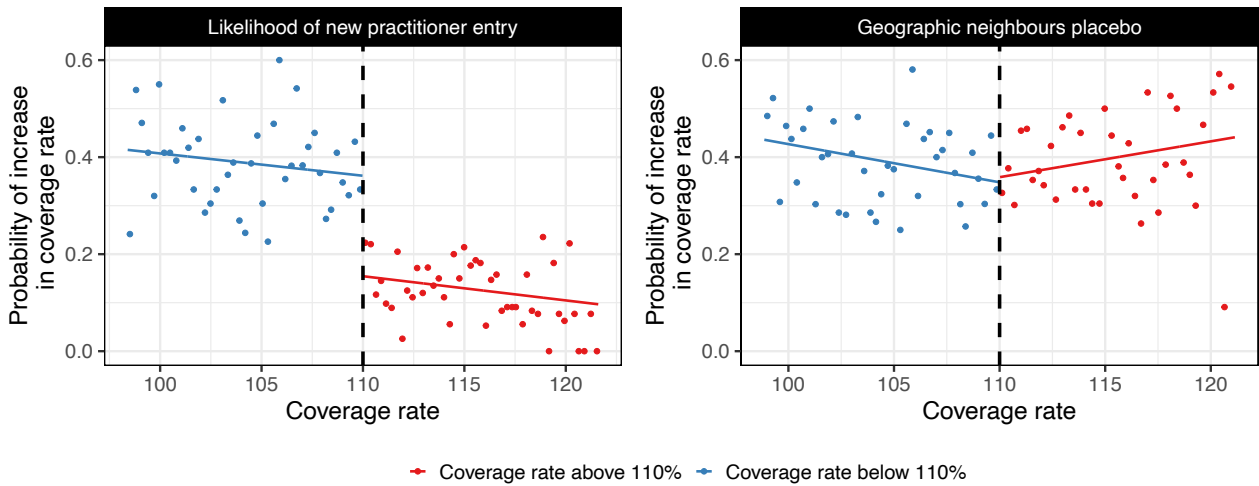 Likelihood of new practitioner entry
Probability of increase
in coverage rate
0.6
0.4
0.2
0.0
100
105
110
115
120
Coverage rate
Geographic neighbours placebo
Probability of increase
in coverage rate
0.6
0.4
0.2
0.0
100
105
110
115
120
Coverage rate
Coverage rate above 110%
Coverage rate below 110%